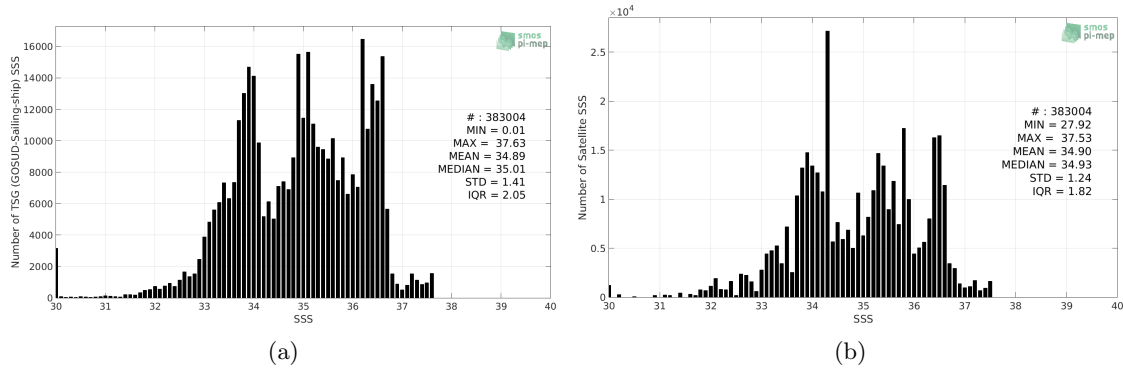 smos
pi-mep
Number of TSG (GOSUD-Sailing-ship) SSS
16000
14000
12000
10000
8000
6000
4000
2000
0
# : 383004
MIN = 0.01
MAX = 37.63
MEAN = 34.89
MEDIAN = 35.01
STD = 1.41
IQR = 2.05
30 31 32 33 34 35 36 37 38 39 40
SSS
(a)
×10⁴
smos
pi-mep
Number of Satellite SSS
2.5
2
1.5
1
0.5
0
# : 383004
MIN = 27.92
MAX = 37.53
MEAN = 34.90
MEDIAN = 34.93
STD = 1.24
IQR = 1.82
30 31 32 33 34 35 36 37 38 39 40
SSS
(b)